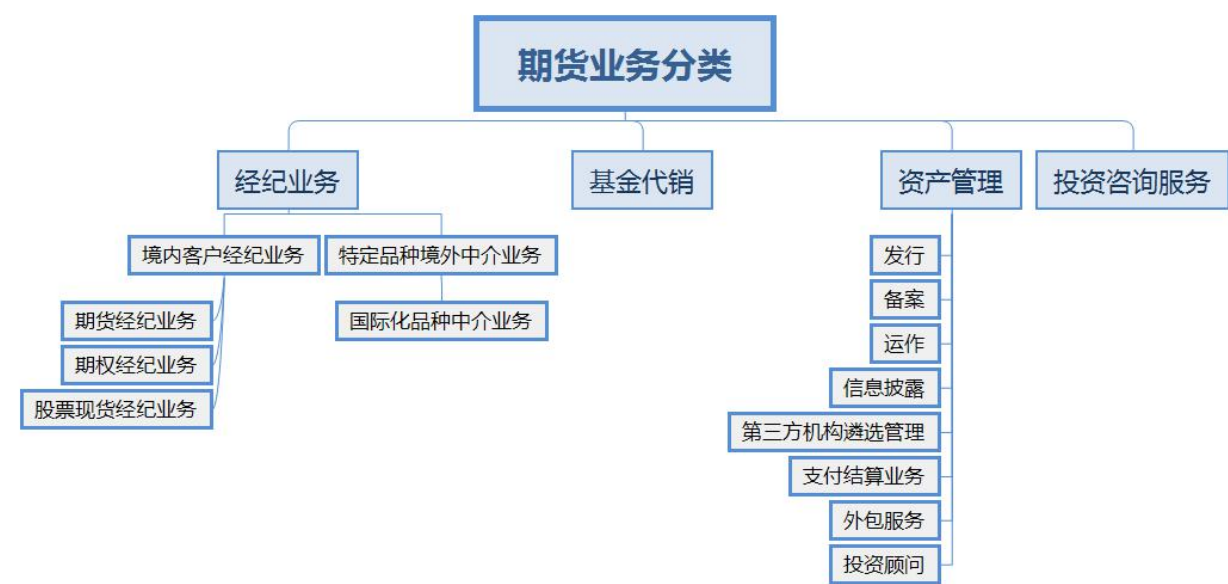 期货业务分类
经纪业务
基金代销
资产管理
投资咨询服务
境内客户经纪业务
特定品种境外中介业务
期货经纪业务
期权经纪业务
股票现货经纪业务
国际化品种中介业务
发行
备案
运作
信息披露
第三方机构遴选管理
支付结算业务
外包服务
投资顾问